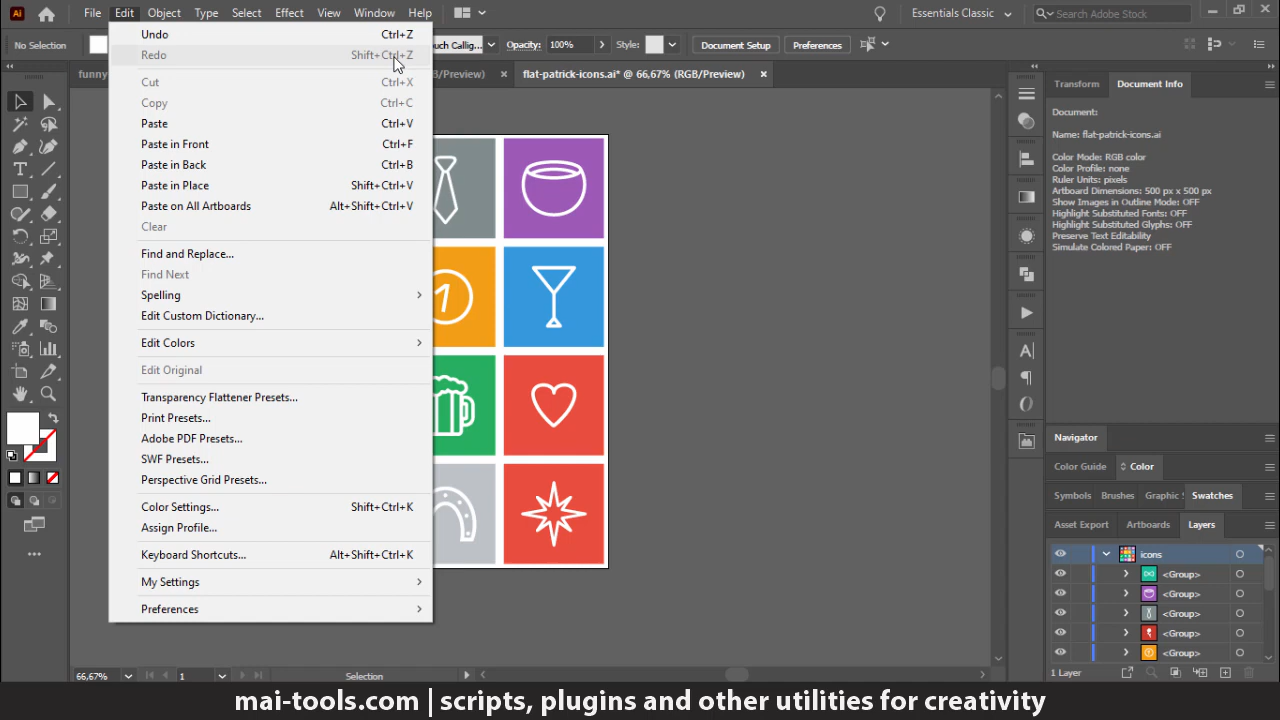 Ai File Edit Object Type Select Effect View Window Help Essentials Classic Search Adobe Stock
No Selection Opacity: 100% Style: Document Setup Preferences
flat-patrick-icons.ai* @ 66,67% (RGB/Preview)
Undo Ctrl+Z
Redo Shift+Ctrl+Z
Cut Ctrl+X
Copy Ctrl+C
Paste Ctrl+V
Paste in Front Ctrl+F
Paste in Back Ctrl+B
Paste in Place Shift+Ctrl+V
Paste on All Artboards Alt+Shift+Ctrl+V
Clear
Find and Replace...
Find Next
Spelling
Edit Custom Dictionary...
Edit Colors
Edit Original
Transparency Flattener Presets...
Print Presets...
Adobe PDF Presets...
SWF Presets...
Perspective Grid Presets...
Color Settings... Shift+Ctrl+K
Assign Profile...
Keyboard Shortcuts... Alt+Shift+Ctrl+K
My Settings
Preferences
1
Transform Document Info
Document:
Name: flat-patrick-icons.ai
Color Mode: RGB color
Color Profile: none
Ruler Units: pixels
Artboard Dimensions: 500 px x 500 px
Show Images in Outline Mode: OFF
Highlight Substituted Fonts: OFF
Highlight Substituted Glyphs: OFF
Preserve Text Editability
Simulate Colored Paper: OFF
Navigator
Color Guide Color
Symbols Brushes Graphic S Swatches
Asset Export Artboards Layers
icons
<Group>
<Group>
<Group>
<Group>
<Group>
1 Layer
66,67% 1 Selection
mai-tools.com | scripts, plugins and other utilities for creativity